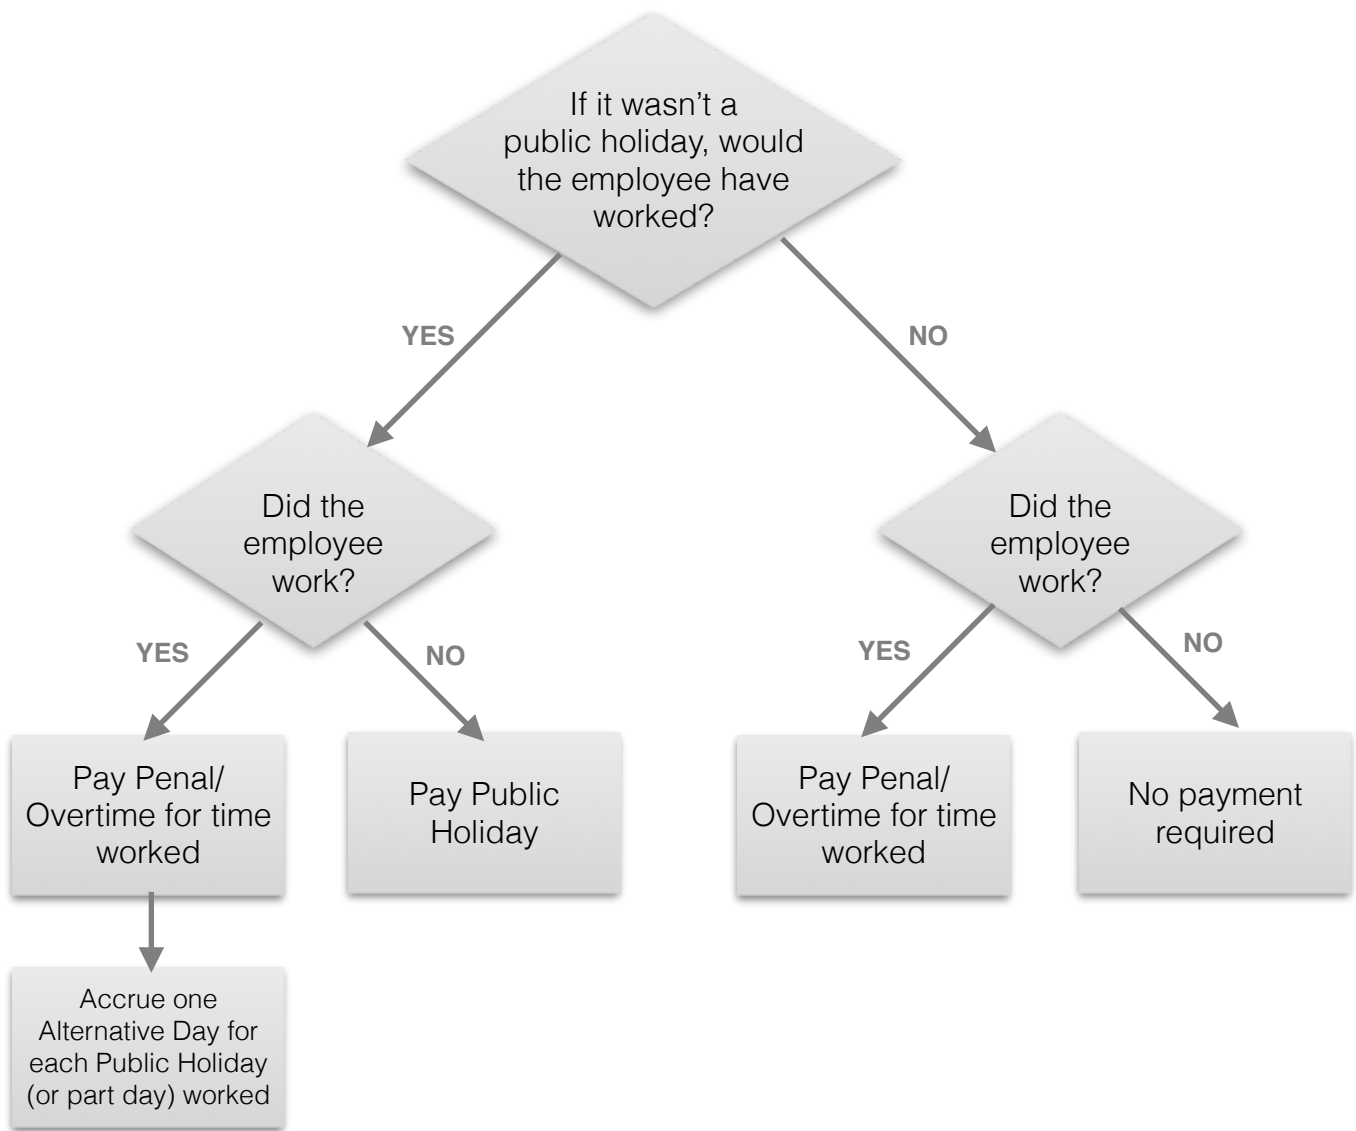 If it wasn't a
public holiday, would
the employee have
worked?
YES
NO
Did the
employee
work?
Did the
employee
work?
YES
NO
YES
NO
Pay Penal/
Overtime for time
worked
Pay Public
Holiday
Pay Penal/
Overtime for time
worked
No payment
required
Accrue one
Alternative Day for
each Public Holiday
(or part day) worked